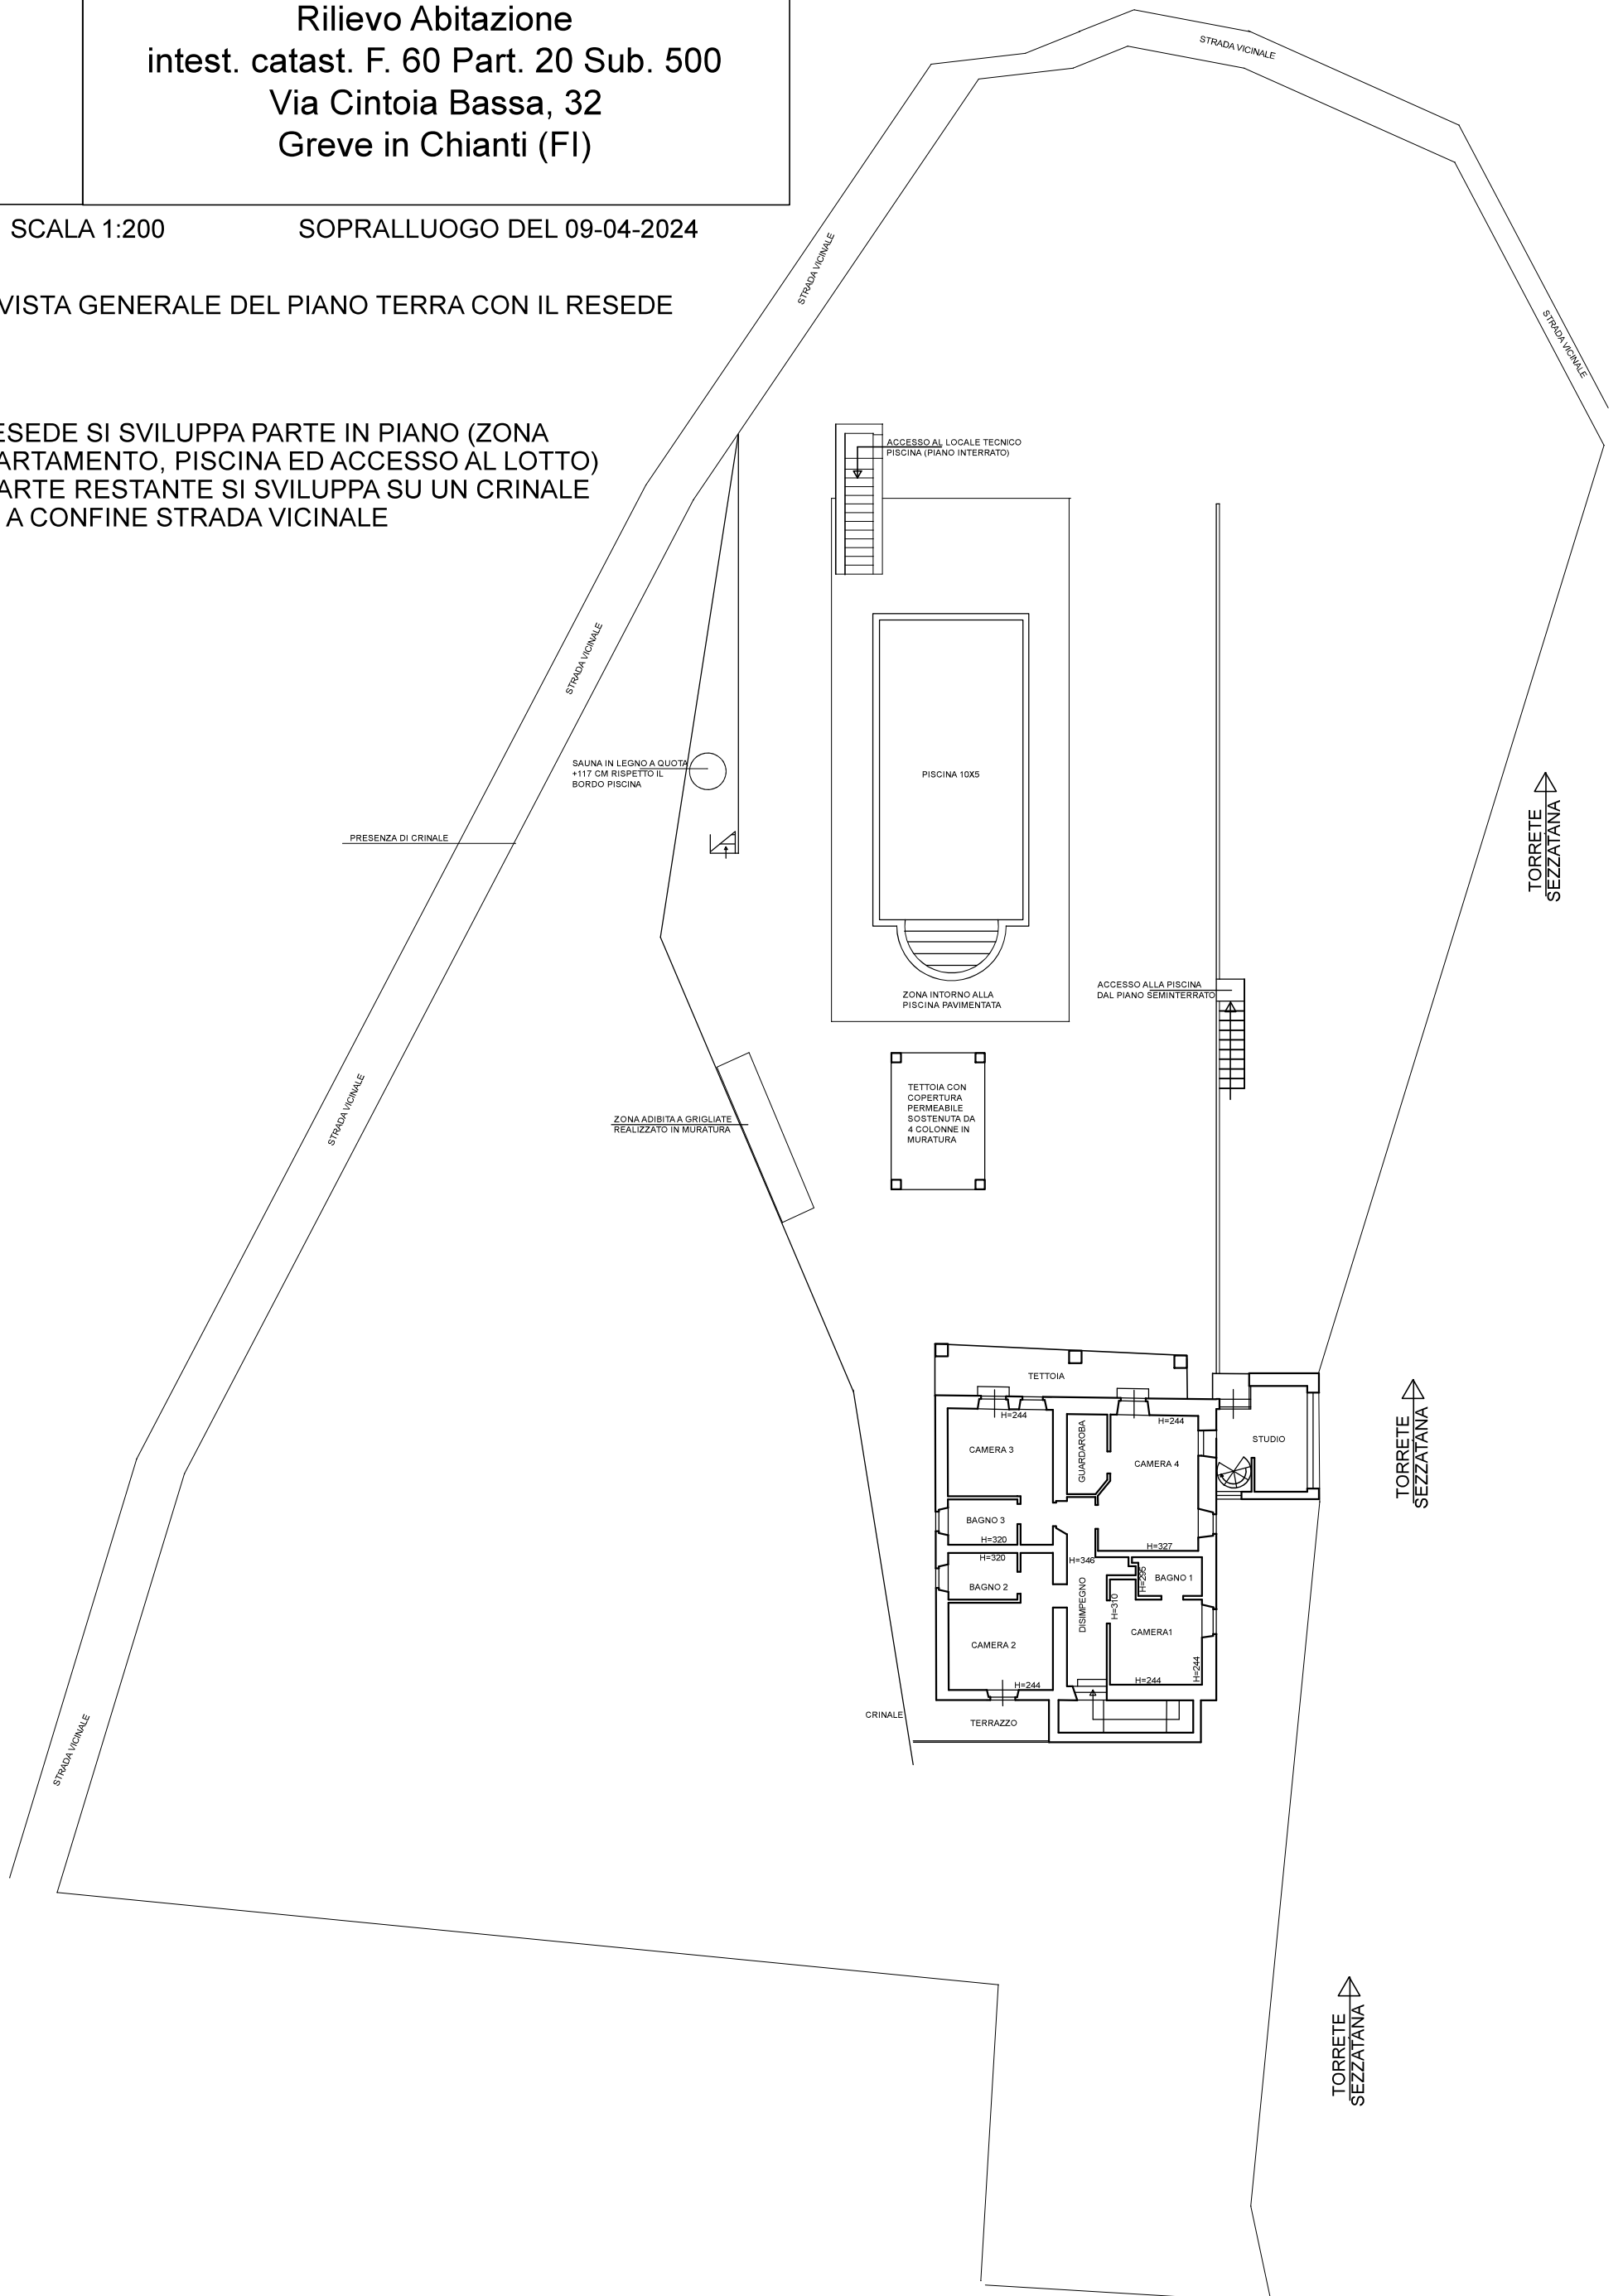 Rilievo Abitazione
intest. catast. F. 60 Part. 20 Sub. 500
Via Cintoia Bassa, 32
Greve in Chianti (FI)
SCALA 1:200
SOPRALLUOGO DEL 09-04-2024
VISTA GENERALE DEL PIANO TERRA CON IL RESEDE
ESEDE SI SVILUPPA PARTE IN PIANO (ZONA
ARTAMENTO, PISCINA ED ACCESSO AL LOTTO)
ARTE RESTANTE SI SVILUPPA SU UN CRINALE
A CONFINE STRADA VICINALE
STRADA VICINALE
STRADA VICINALE
STRADA VICINALE
ACCESSO AL LOCALE TECNICO
PISCINA (PIANO INTERRATO)
STRADA VICINALE
SAUNA IN LEGNO A QUOTA
+117 CM RISPETTO IL
BORDO PISCINA
PISCINA 10X5
PRESENZA DI CRINALE
TORRETE
SEZZATANA
ACCESSO ALLA PISCINA
DAL PIANO SEMINTERRATO
ZONA INTORNO ALLA
PISCINA PAVIMENTATA
TETTOIA CON
COPERTURA
PERMEABILE
SOSTENUTA DA
4 COLONNE IN
MURATURA
STRADA VICINALE
ZONA ADIBITA A GRIGLIATE
REALIZZATO IN MURATURA
TETTOIA
H=244
H=244
CAMERA 3
GUARDAROBA
CAMERA 4
STUDIO
TORRETE
SEZZATANA
BAGNO 3
H=320
H=327
H=320
H=346
BAGNO 2
H=295
BAGNO 1
DISIMPEGNO
H=310
CAMERA1
CAMERA 2
H=244
H=244
H=244
CRINALE
TERRAZZO
STRADA VICINALE
TORRETE
SEZZATANA